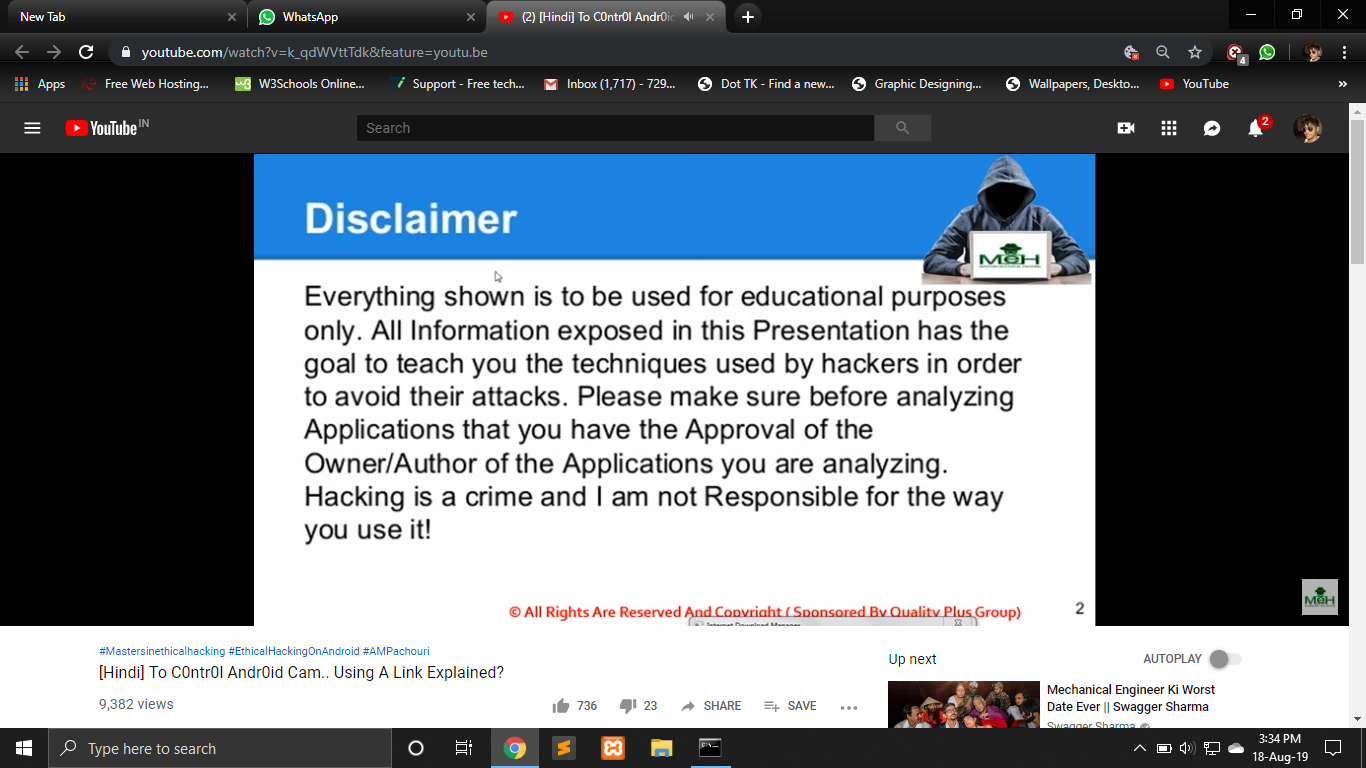 New Tab
WhatsApp
(2) [Hindi] To C0ntr0l Andr0id
youtube.com/watch?v=k_qdWVttTdk&feature=youtu.be
4
Apps
Free Web Hosting...
W3Schools Online...
Support - Free tech...
Inbox (1,717) - 729...
Dot TK - Find a new...
Graphic Designing...
Wallpapers, Deskto...
YouTube
»
YouTube IN
Search
2
Disclaimer
MeH
Everything shown is to be used for educational purposes
only. All Information exposed in this Presentation has the
goal to teach you the techniques used by hackers in order
to avoid their attacks. Please make sure before analyzing
Applications that you have the Approval of the
Owner/Author of the Applications you are analyzing.
Hacking is a crime and I am not Responsible for the way
you use it!
© All Rights Are Reserved And Copyright ( Sponsored By Quality Plus Group)
2
Internet Download Manager
MeH
#Mastersinethicalhacking #EthicalHackingOnAndroid #AMPachouri
[Hindi] To C0ntr0l Andr0id Cam.. Using A Link Explained?
9,382 views
736
23
SHARE
SAVE
Up next
AUTOPLAY
Mechanical Engineer Ki Worst
Date Ever || Swagger Sharma
Swagger Sharma
Type here to search
3:34 PM
18-Aug-19